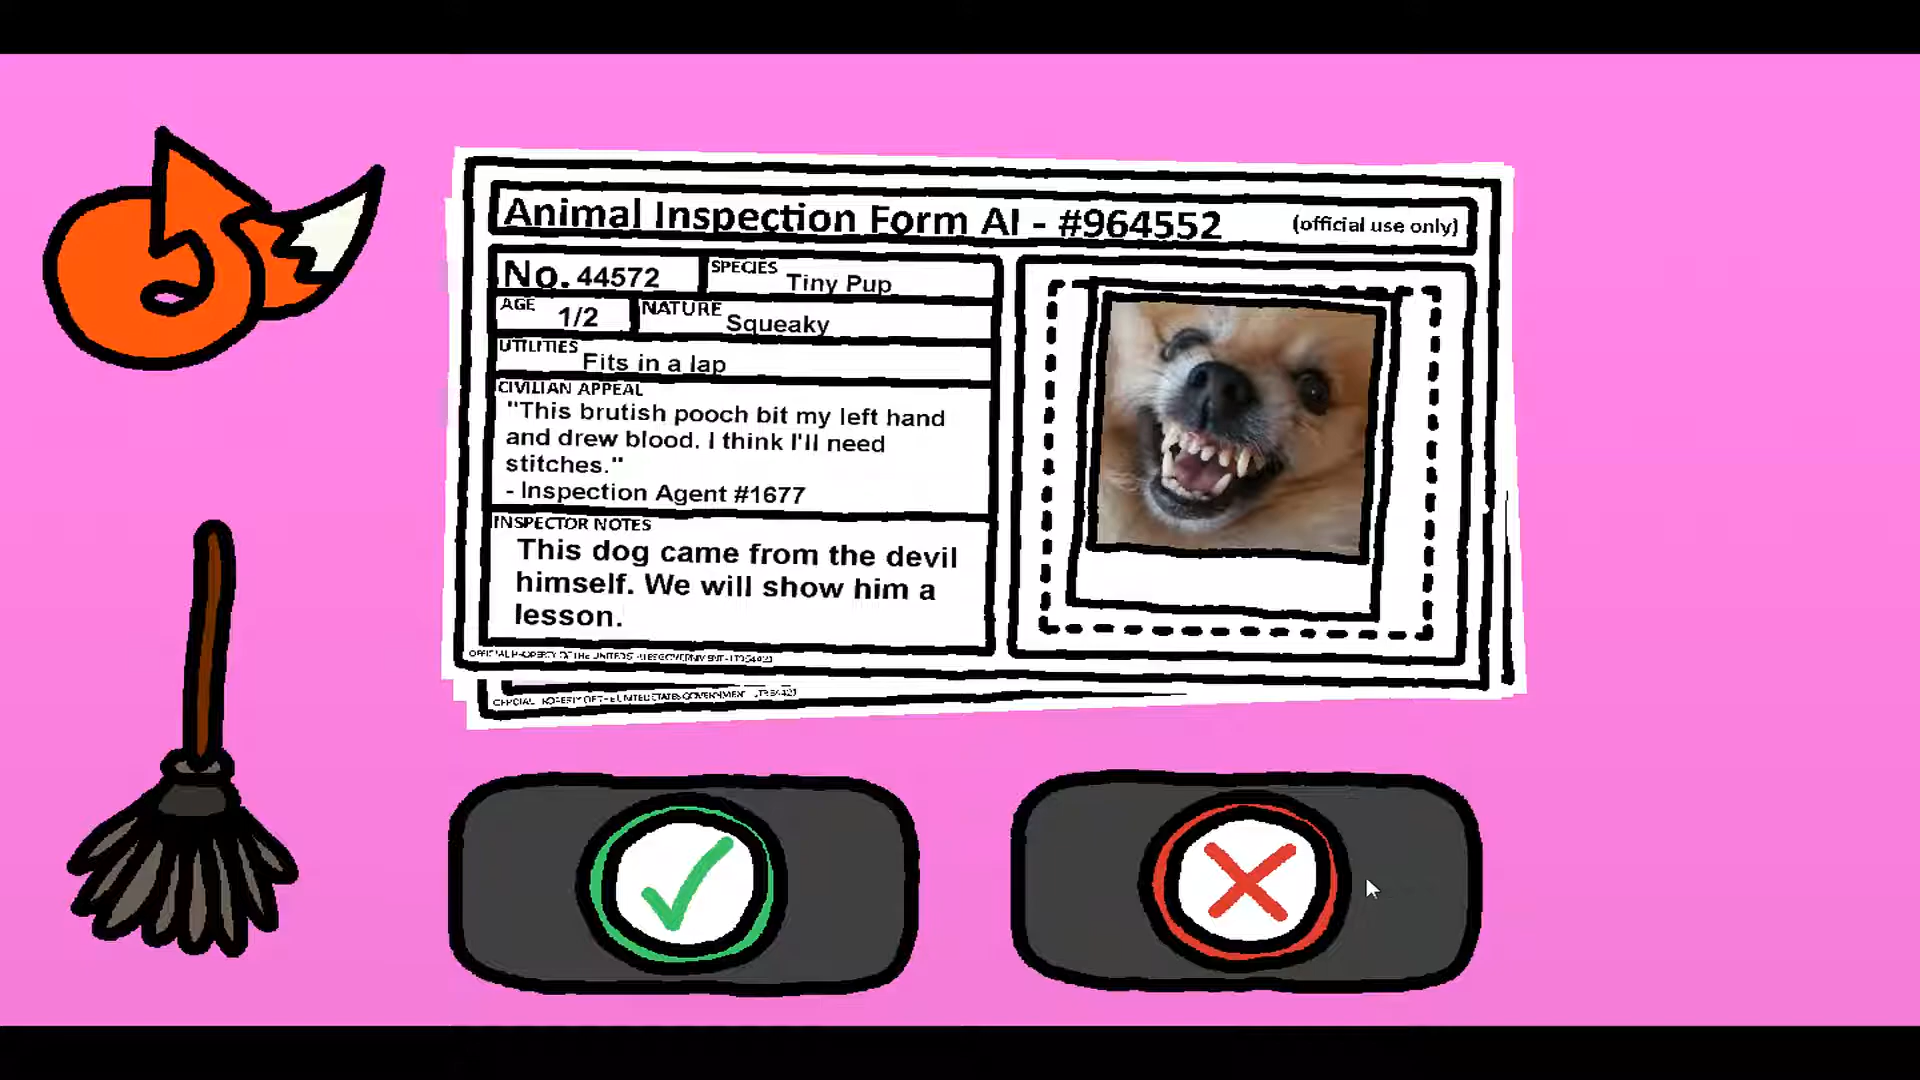 Animal Inspection Form AI - #964552 (official use only)
No. 44572
SPECIES Tiny Pup
AGE 1/2
NATURE Squeaky
UTILITIES Fits in a lap
CIVILIAN APPEAL
"This brutish pooch bit my left hand
and drew blood. I think I'll need
stitches."
- Inspection Agent #1677
INSPECTOR NOTES
This dog came from the devil
himself. We will show him a
lesson.